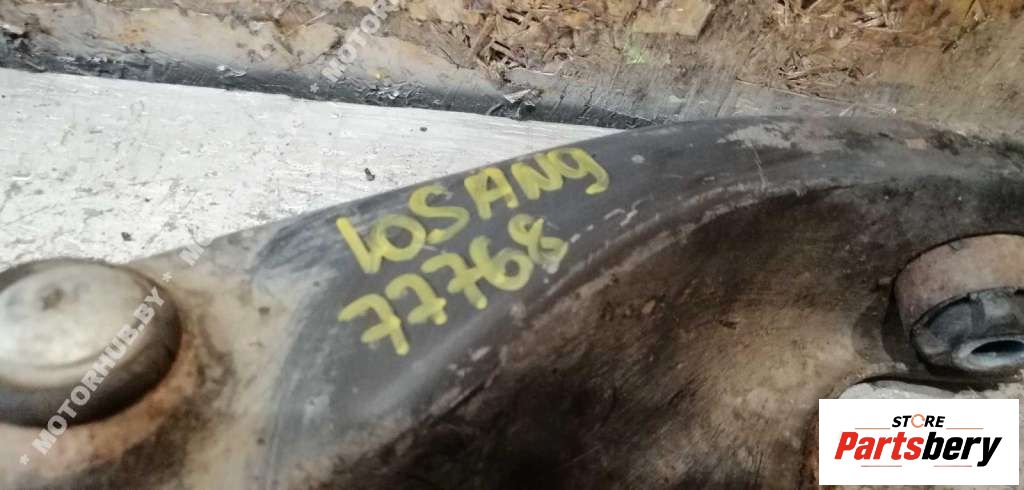 * MOTORHUB.BY *
LOSANG
77768
STORE
Partsbery